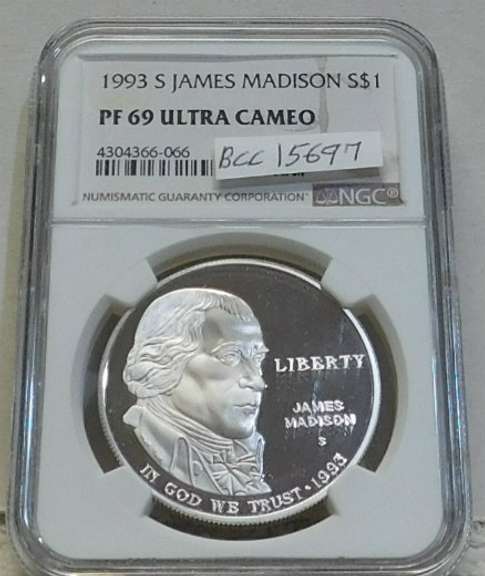 1993 S JAMES MADISON S$1
PF 69 ULTRA CAMEO
4304366-066
BCC 15697
NUMISMATIC GUARANTY CORPORATION NGC®
LIBERTY
JAMES
MADISON
S
IN GOD WE TRUST · 1993